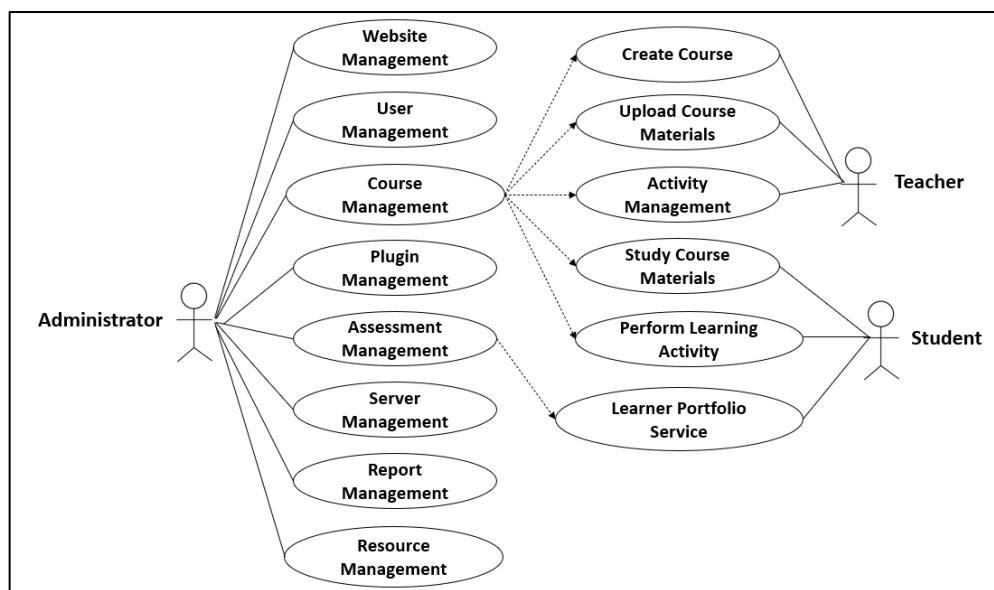 Website
Management
User
Management
Course
Management
Plugin
Management
Assessment
Management
Server
Management
Report
Management
Resource
Management
Administrator
Create Course
Upload Course
Materials
Activity
Management
Study Course
Materials
Perform Learning
Activity
Learner Portfolio
Service
Teacher
Student